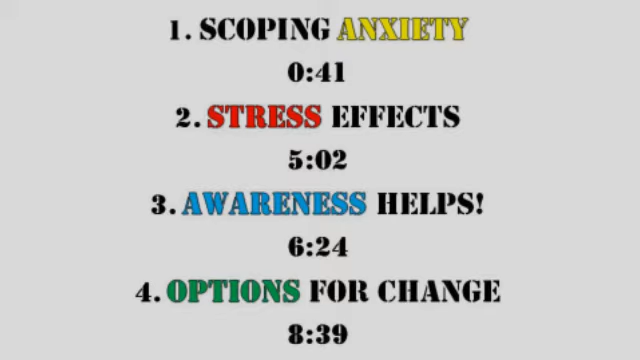 1. SCOPING ANXIETY
0:41
2. STRESS EFFECTS
5:02
3. AWARENESS HELPS!
6:24
4. OPTIONS FOR CHANGE
8:39